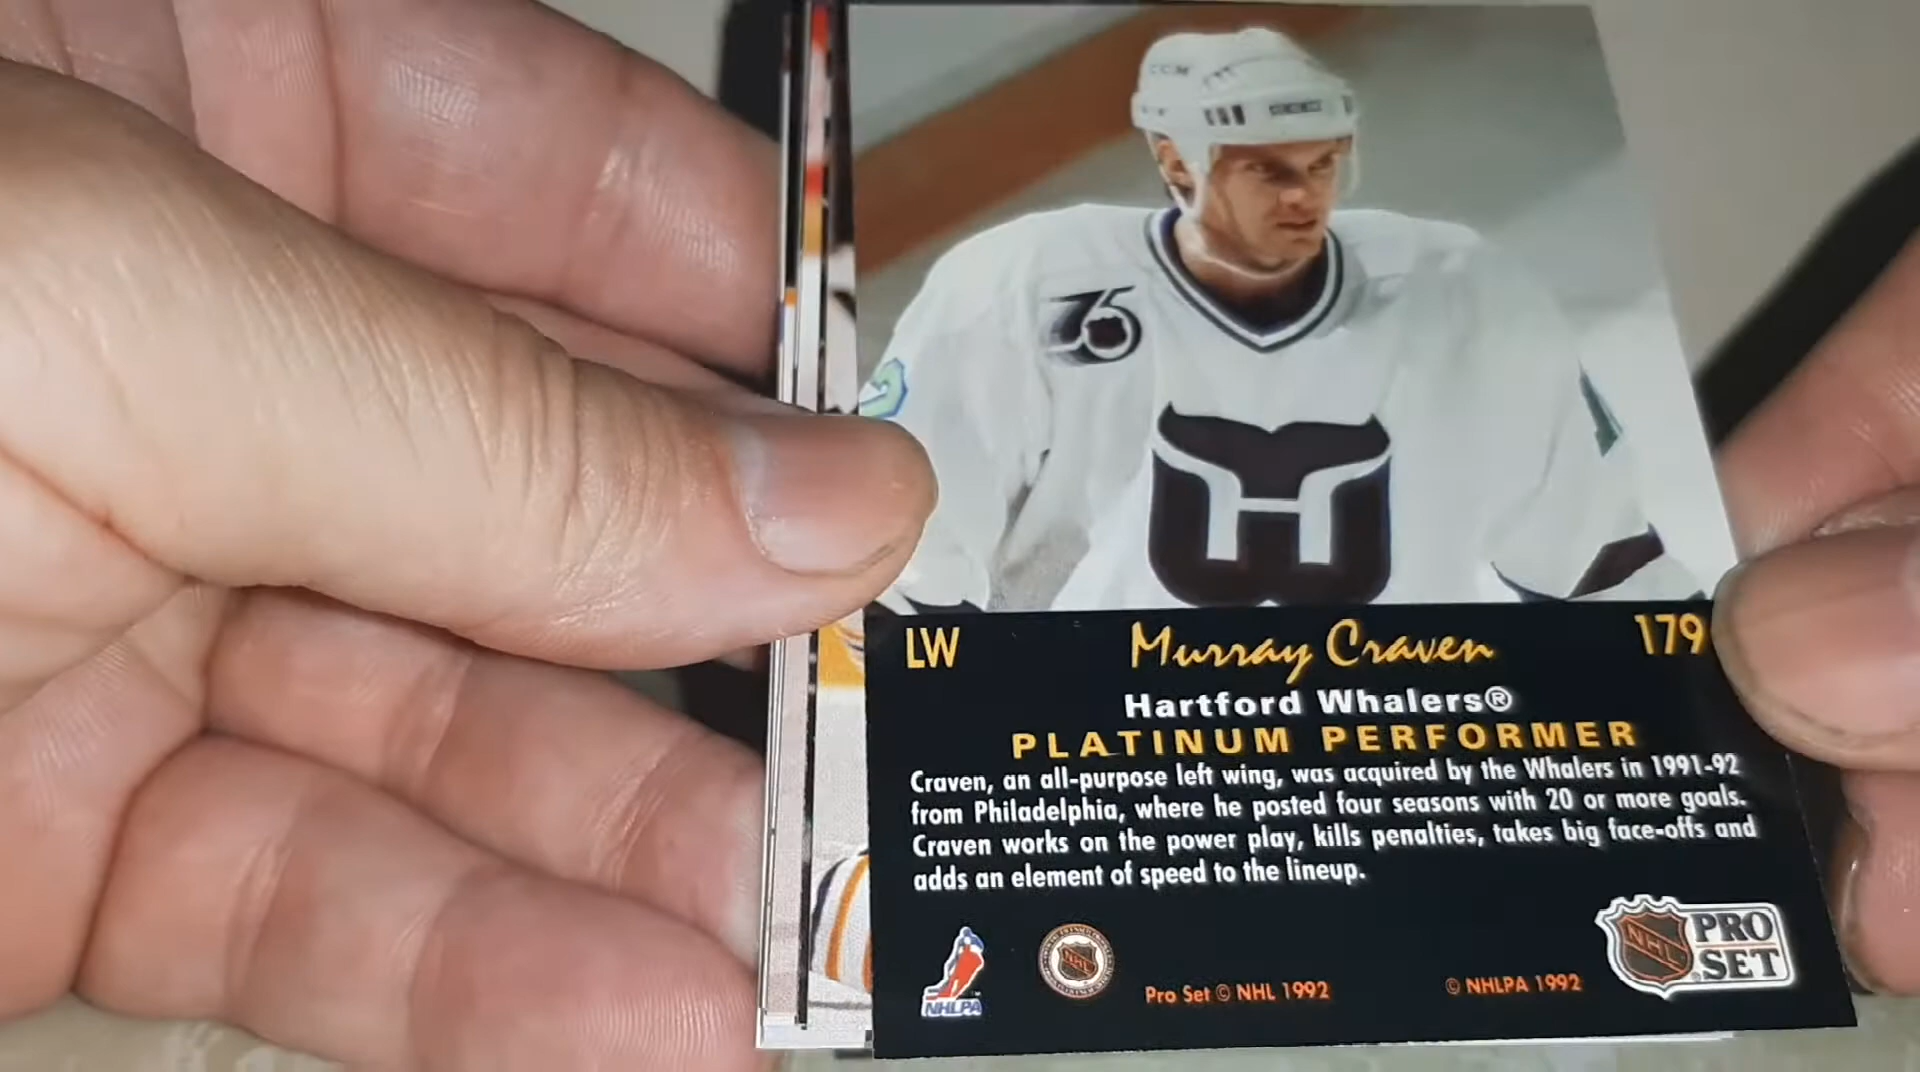 CCM
75
LW Murray Craven 179
Hartford Whalers®
PLATINUM PERFORMER
Craven, an all-purpose left wing, was acquired by the Whalers in 1991-92
from Philadelphia, where he posted four seasons with 20 or more goals.
Craven works on the power play, kills penalties, takes big face-offs and
adds an element of speed to the lineup.
NHLPA
NHL
Pro Set © NHL 1992
© NHLPA 1992
NHL
PRO
SET